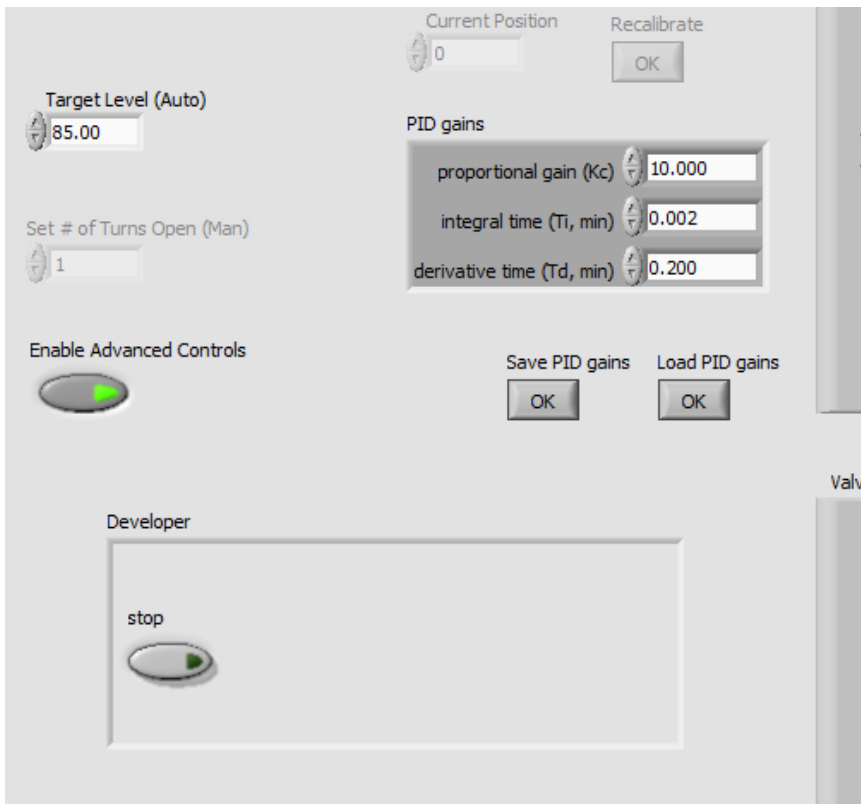 Current Position
Recalibrate
0
OK
Target Level (Auto)
85.00
PID gains
proportional gain (Kc) 10.000
integral time (Ti, min) 0.002
derivative time (Td, min) 0.200
Set # of Turns Open (Man)
1
Enable Advanced Controls
Save PID gains
Load PID gains
OK
OK
Valv
Developer
stop